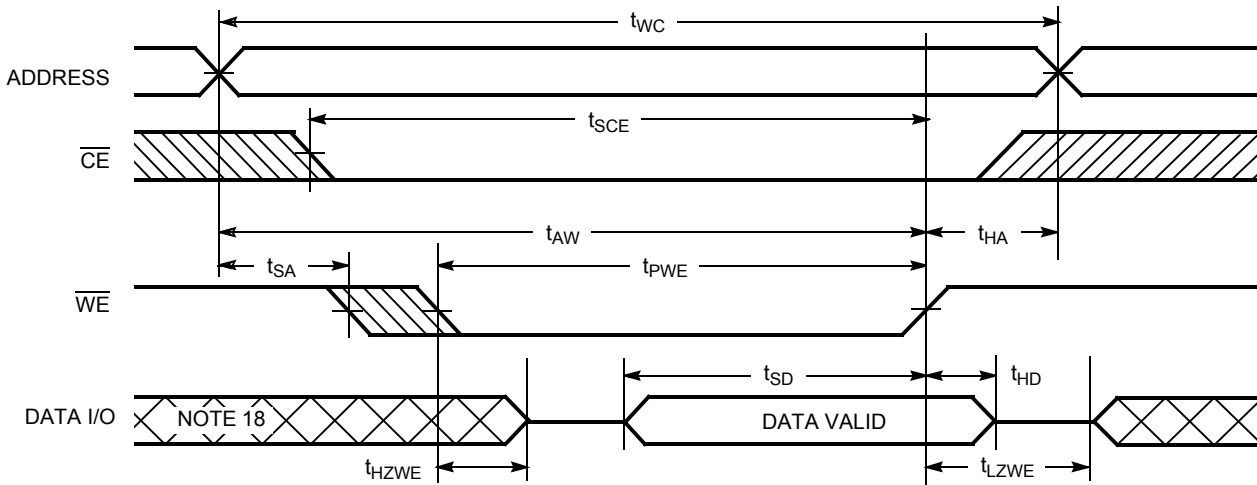 tWC
ADDRESS
tSCE
CE
tAW
tHA
tSA
tPWE
WE
tSD
tHD
DATA I/O
NOTE 18
DATA VALID
tHZWE
tLZWE